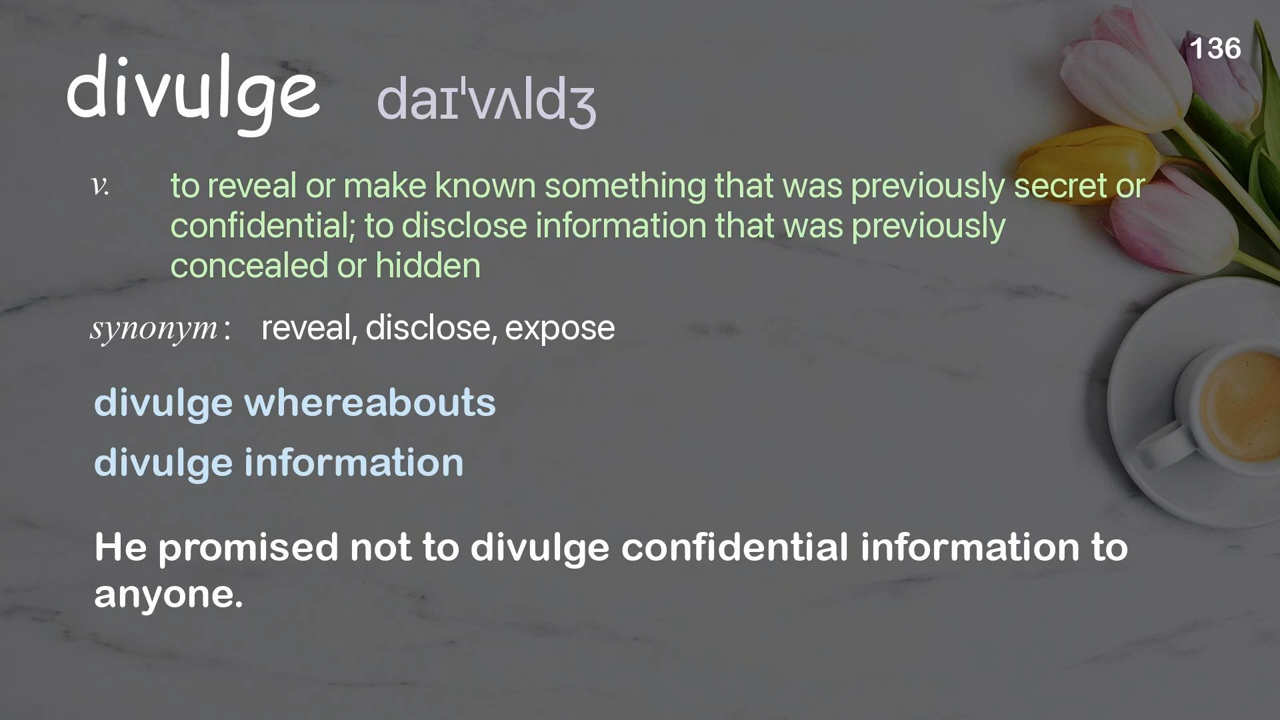 136
divulge daɪˈvʌldʒ
v. to reveal or make known something that was previously secret or
confidential; to disclose information that was previously
concealed or hidden
synonym: reveal, disclose, expose
divulge whereabouts
divulge information
He promised not to divulge confidential information to
anyone.